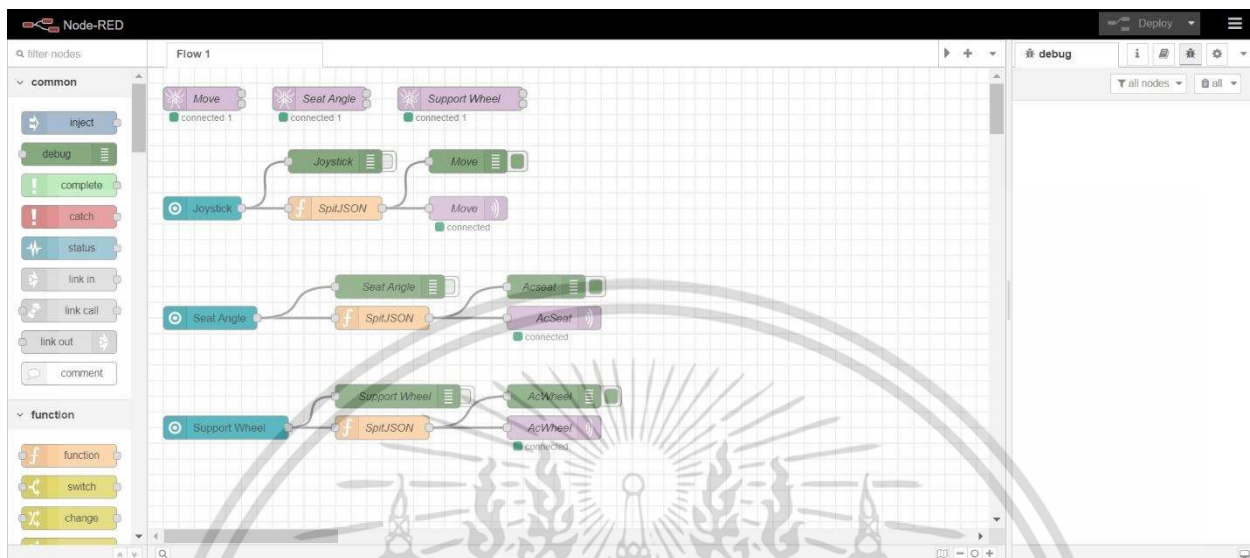 Node-RED
Deploy
filter nodes
Flow 1
debug
i
all nodes
all
common
inject
debug
complete
catch
status
link in
link call
link out
comment
function
f function
switch
change
Move
connected 1
Seat Angle
connected 1
Support Wheel
connected 1
Joystick
Move
Joystick
f SpitJSON
Move
connected
Seat Angle
Acseat
Seat Angle
f SpitJSON
AcSeat
connected
Support Wheel
AcWheel
Support Wheel
f SpitJSON
AcWheel
connected